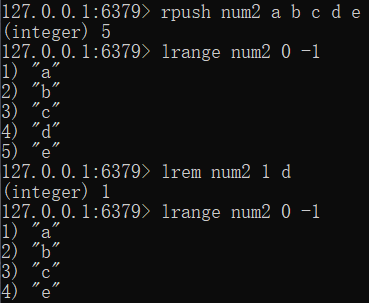 127.0.0.1:6379> rpush num2 a b c d e
(integer) 5
127.0.0.1:6379> lrange num2 0 -1
1) "a"
2) "b"
3) "c"
4) "d"
5) "e"
127.0.0.1:6379> lrem num2 1 d
(integer) 1
127.0.0.1:6379> lrange num2 0 -1
1) "a"
2) "b"
3) "c"
4) "e"